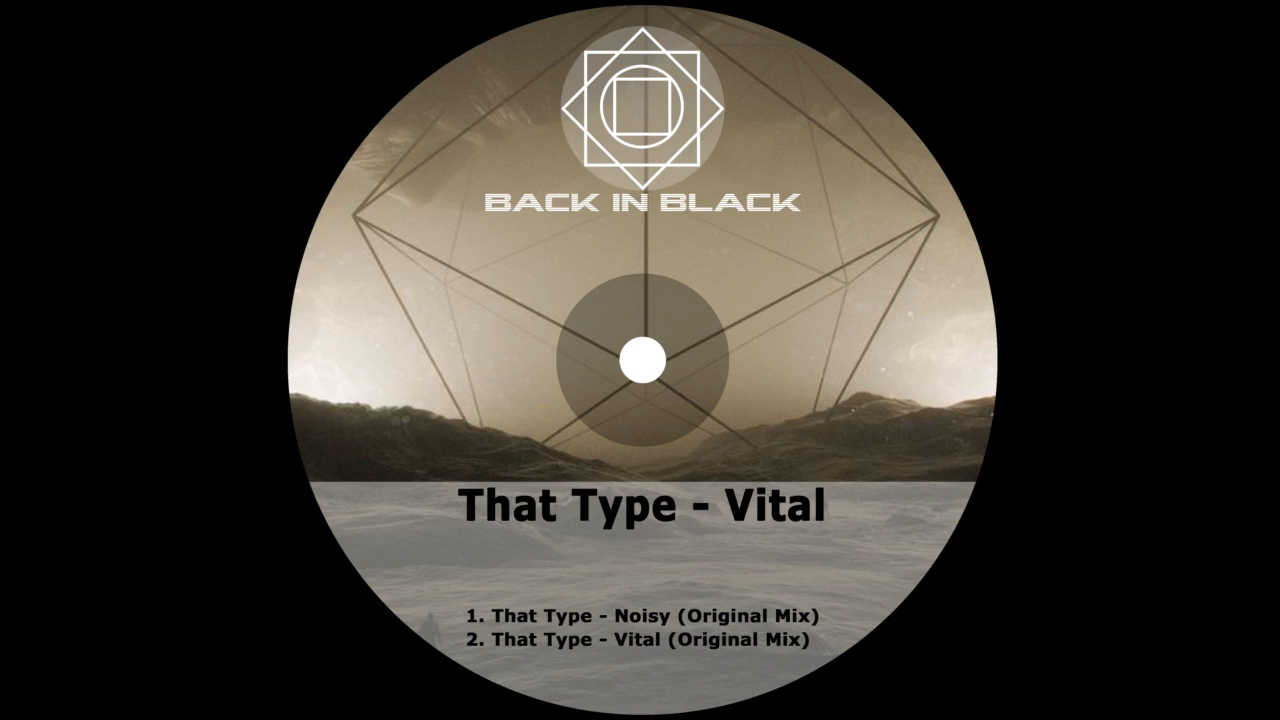 BACK IN BLACK
That Type - Vital
1. That Type - Noisy (Original Mix)
2. That Type - Vital (Original Mix)